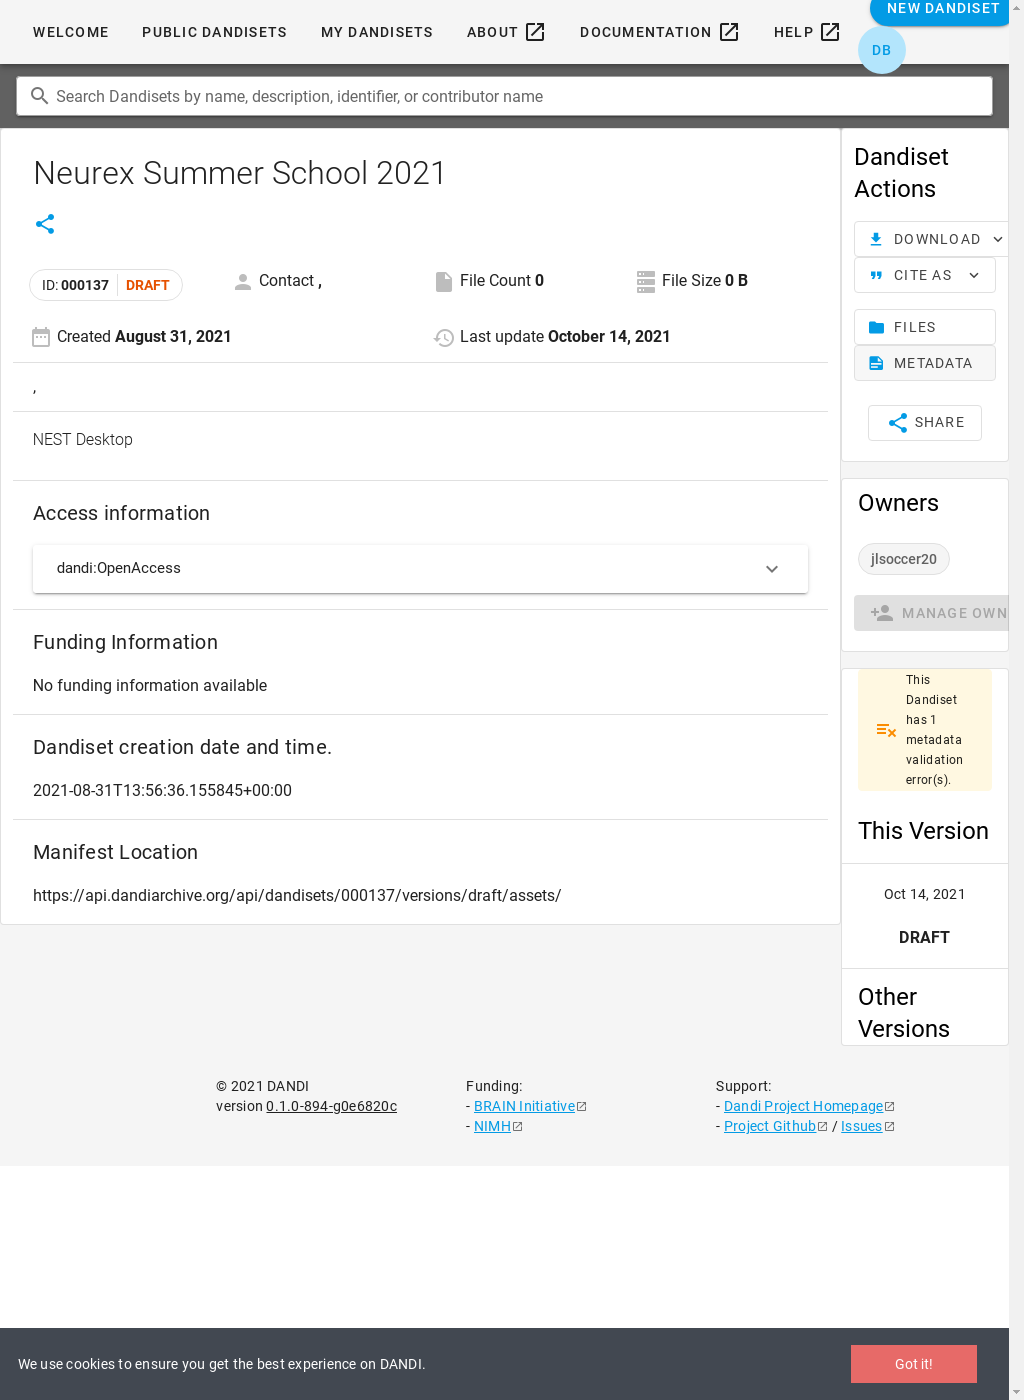 WELCOME
PUBLIC DANDISETS
MY DANDISETS
ABOUT
DOCUMENTATION
HELP
NEW DANDISET
DB
Search Dandisets by name, description, identifier, or contributor name
Neurex Summer School 2021
ID: 000137 DRAFT
Contact ,
File Count 0
File Size 0 B
Created August 31, 2021
Last update October 14, 2021
,
NEST Desktop
Access information
dandi:OpenAccess
Funding Information
No funding information available
Dandiset creation date and time.
2021-08-31T13:56:36.155845+00:00
Manifest Location
https://api.dandiarchive.org/api/dandisets/000137/versions/draft/assets/
Dandiset
Actions
DOWNLOAD
CITE AS
FILES
METADATA
SHARE
Owners
jlsoccer20
MANAGE OWN
This
Dandiset
has 1
metadata
validation
error(s).
This Version
Oct 14, 2021
DRAFT
Other
Versions
© 2021 DANDI
version 0.1.0-894-g0e6820c
Funding:
- BRAIN Initiative
- NIMH
Support:
- Dandi Project Homepage
- Project Github / Issues
We use cookies to ensure you get the best experience on DANDI.
Got it!